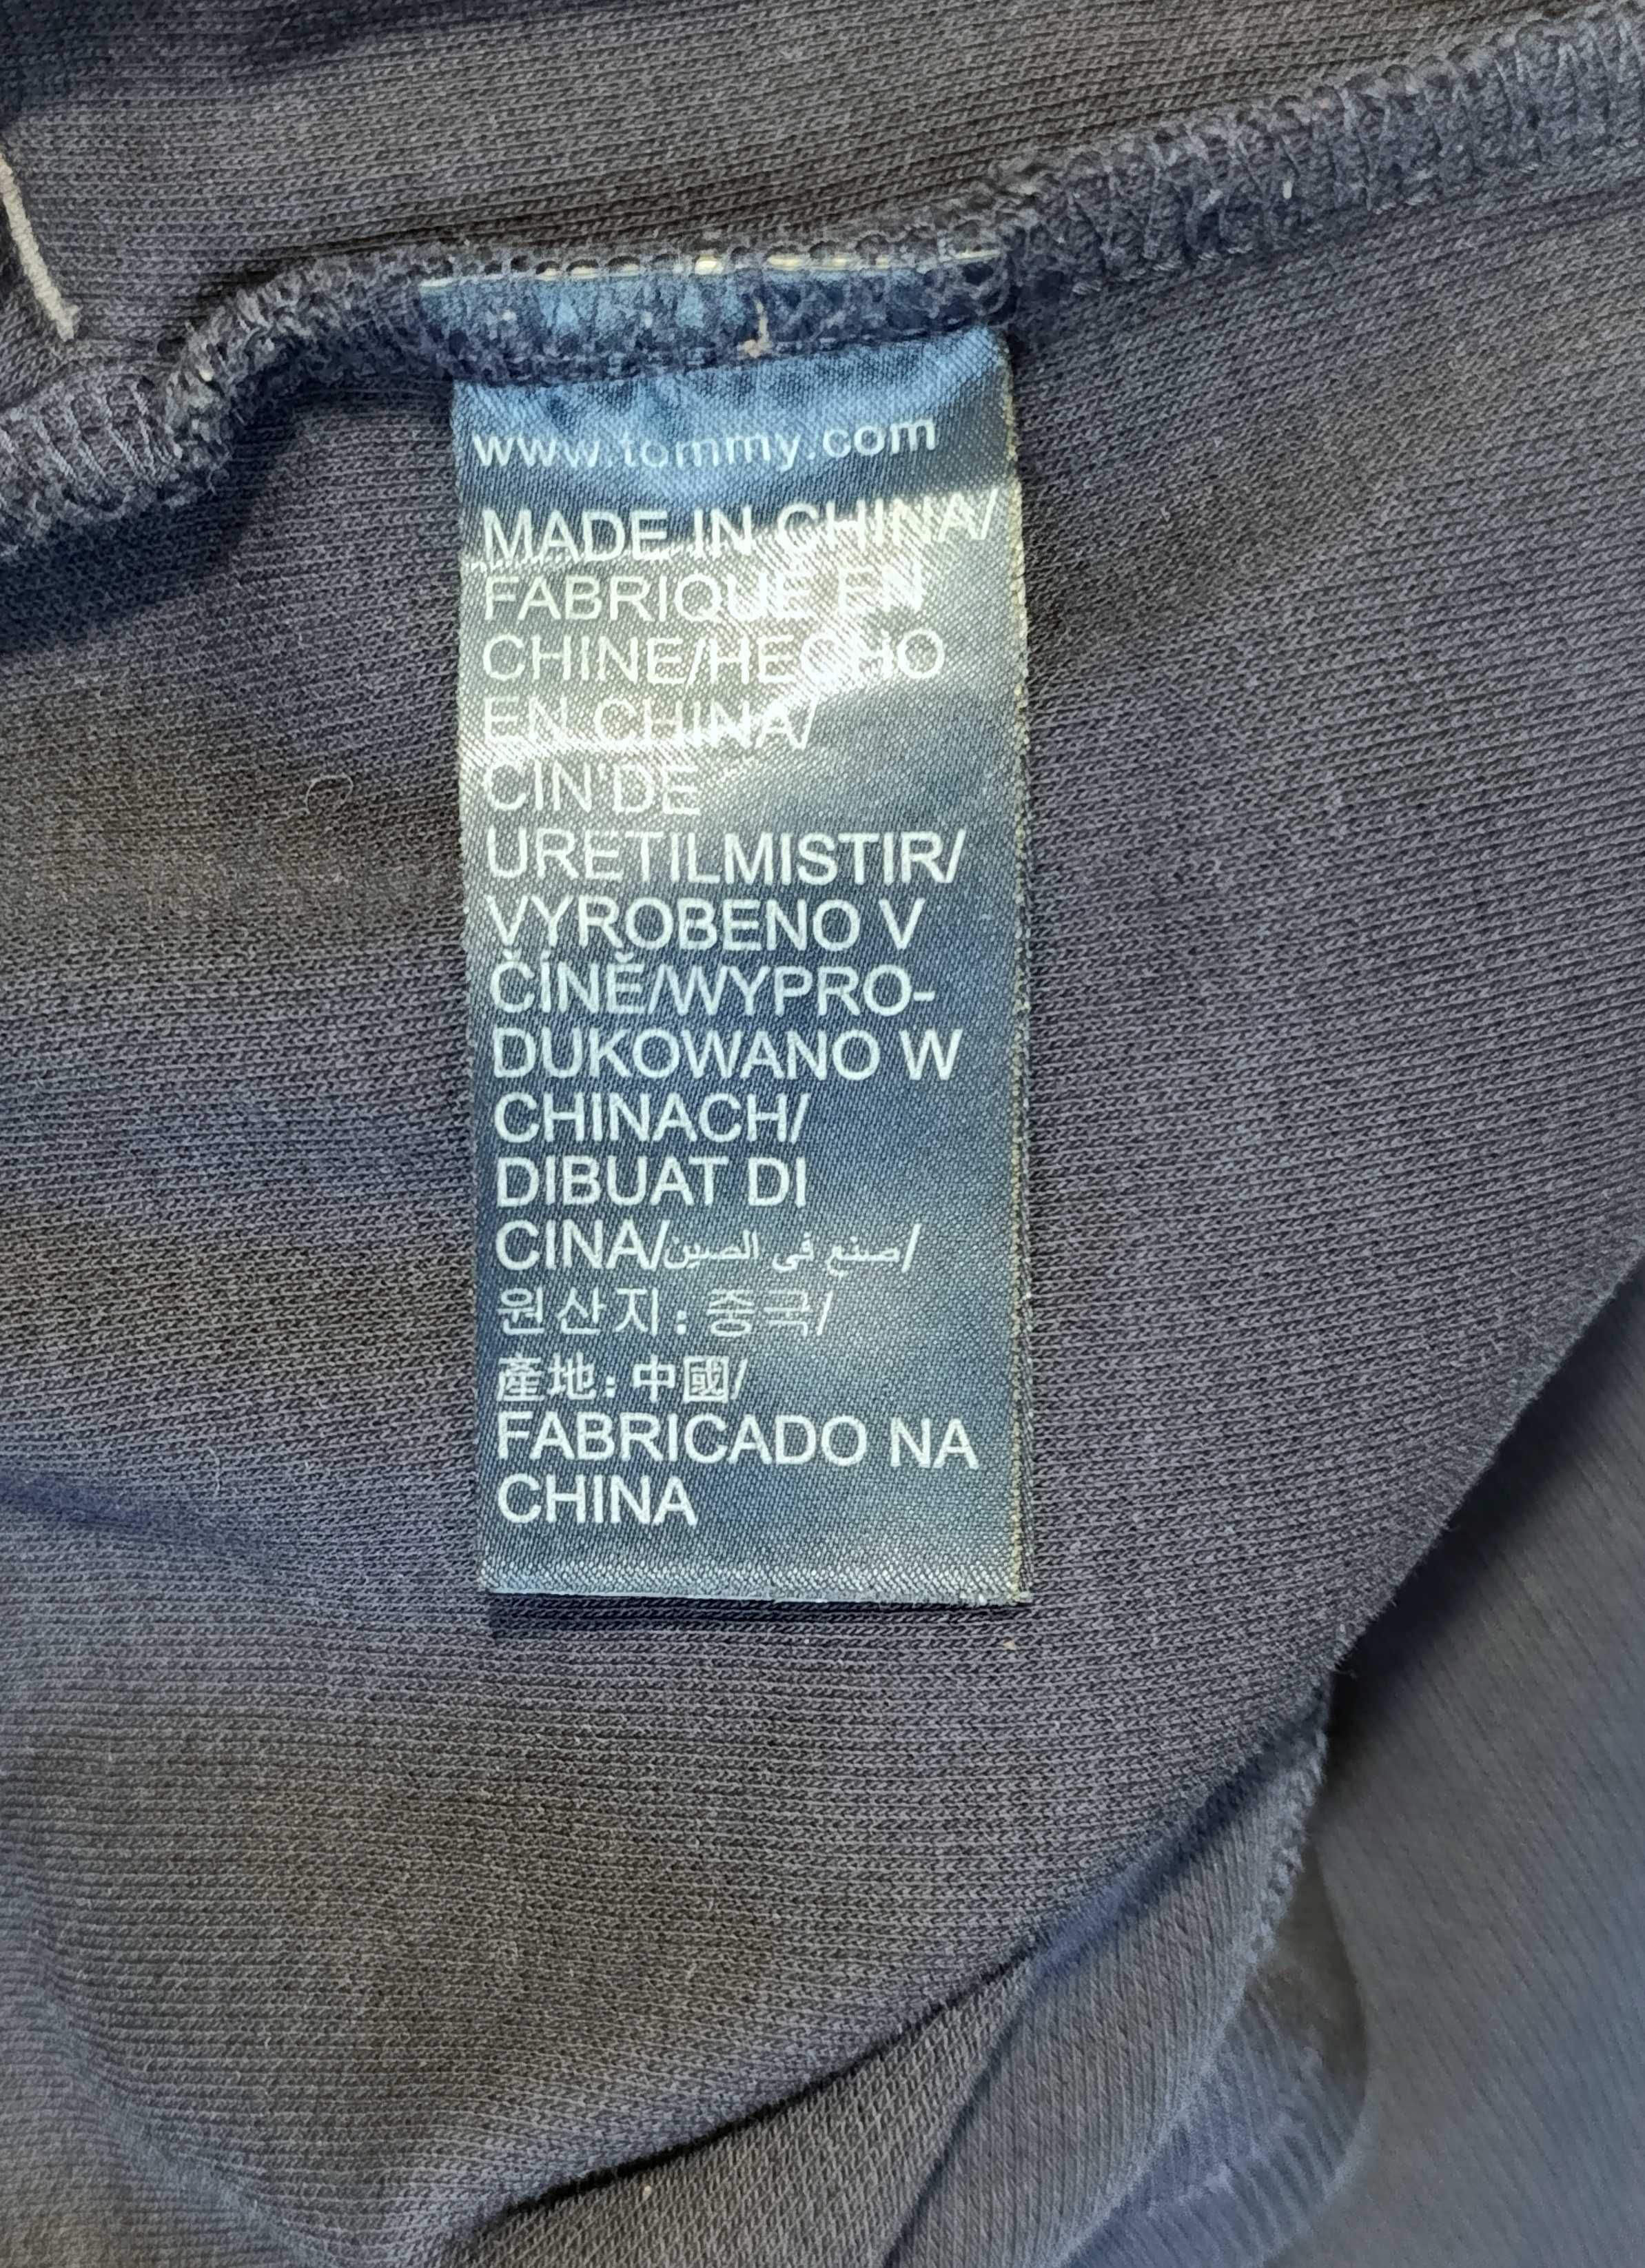 www.tommy.com
MADE IN CHINA/
FABRIQUE EN
CHINE/HECHO
EN CHINA/
CIN'DE
URETILMISTIR/
VYROBENO V
ČÍNĚ/WYPRO-
DUKOWANO W
CHINACH/
DIBUAT DI
CINA/صنع في الصين/
원산지: 중국/
產地: 中國/
FABRICADO NA
CHINA